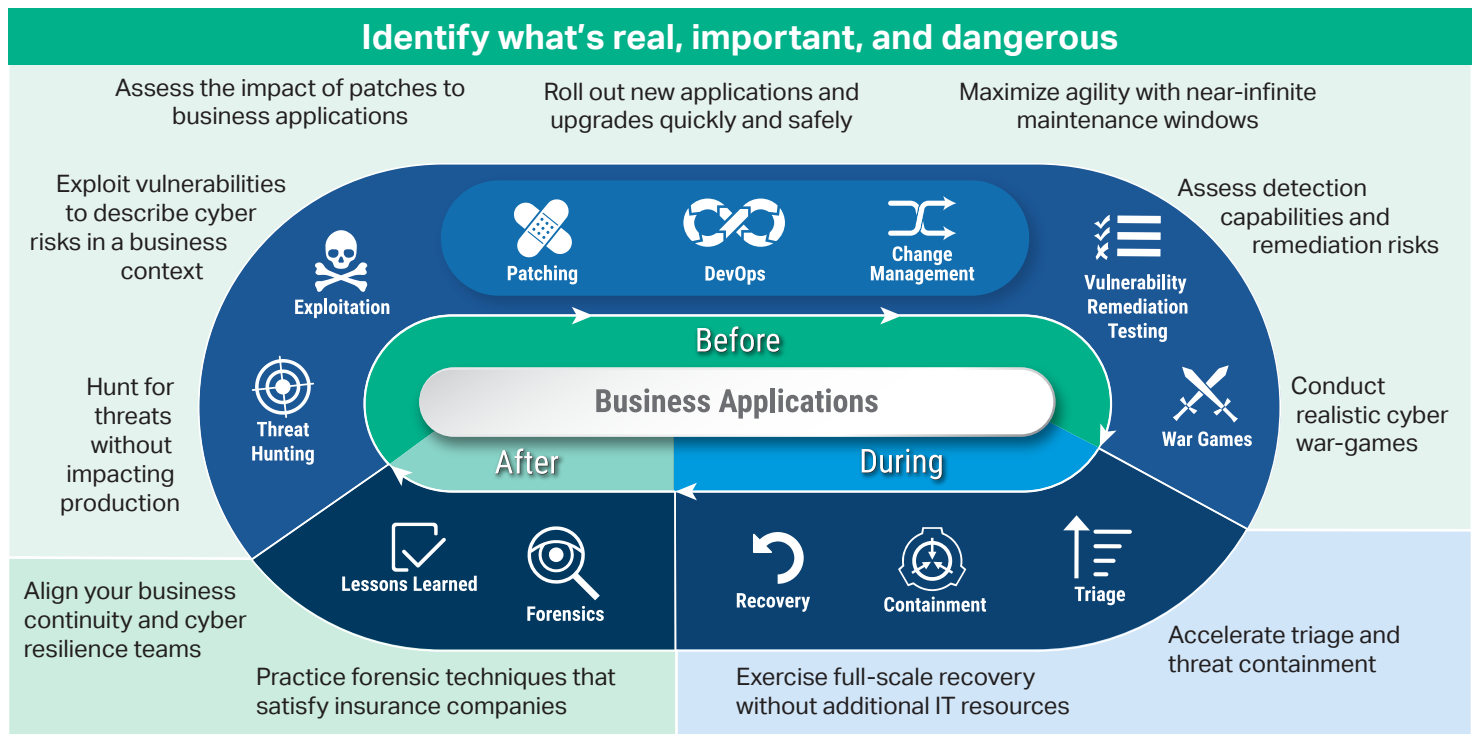 Identify what’s real, important, and dangerous
Assess the impact of patches to
business applications
Roll out new applications and
upgrades quickly and safely
Maximize agility with near-infinite
maintenance windows
Exploit vulnerabilities
to describe cyber
risks in a business
context
Assess detection
capabilities and
remediation risks
Patching
DevOps
Change
Management
Exploitation
Vulnerability
Remediation
Testing
Before
Business Applications
Hunt for
threats
without
impacting
production
Threat
Hunting
War Games
Conduct
realistic cyber
war-games
After
During
Lessons Learned
Forensics
Recovery
Containment
Triage
Align your business
continuity and cyber
resilience teams
Practice forensic techniques that
satisfy insurance companies
Exercise full-scale recovery
without additional IT resources
Accelerate triage and
threat containment